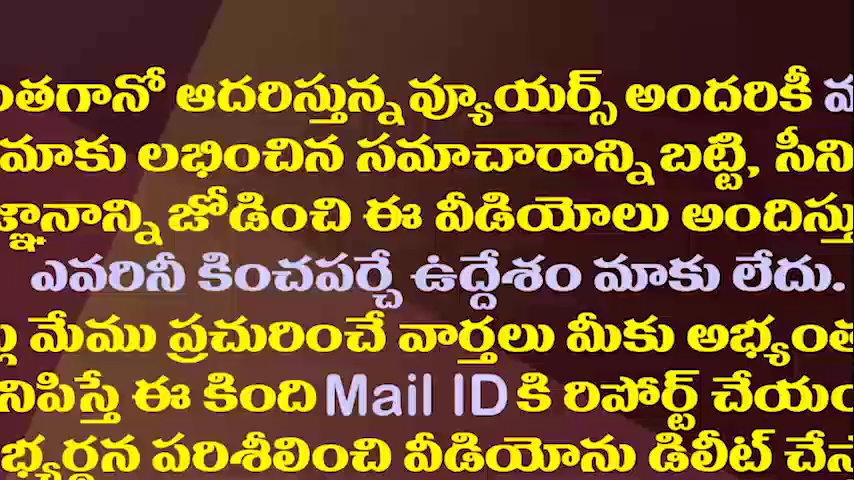 ంతగానో ఆదరిస్తున్న వ్యూయర్స్ అందరికీ
మాకు లభించిన సమాచారాన్ని బట్టి, సీని
జ్ఞానాన్ని జోడించి ఈ వీడియోలు అందిస్తు
ఎవరినీ కించపర్చే ఉద్దేశం మాకు లేదు.
మేము ప్రచురించే వార్తలు మీకు అభ్యంత
నిపిస్తే ఈ కింది Mail ID కి రిపోర్ట్ చేయం
భ్యర్ధన పరిశీలించి వీడియోను డిలీట్ చేస